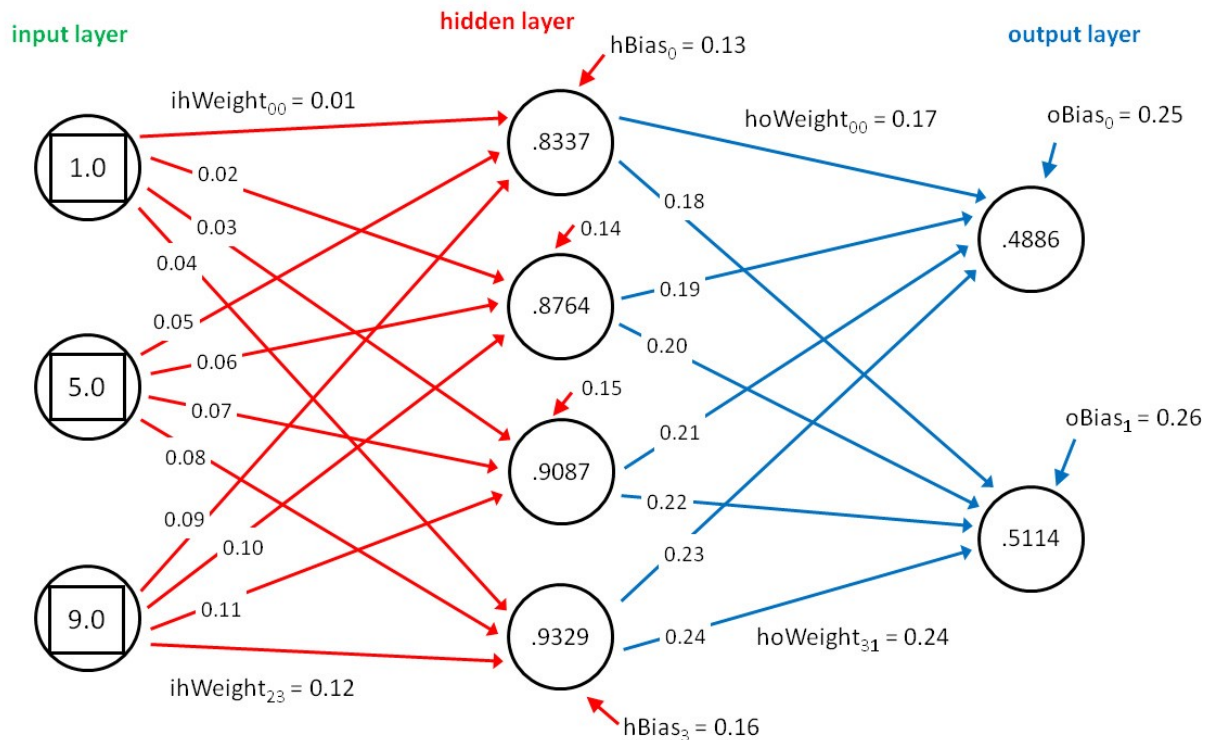 input layer
hidden layer
output layer
hBias₀ = 0.13
ihWeight₀₀ = 0.01
hoWeight₀₀ = 0.17
oBias₀ = 0.25
1.0
.8337
0.02
0.18
0.03
0.14
.4886
0.04
0.19
.8764
0.05
0.20
0.06
5.0
0.15
0.07
0.21
oBias₁ = 0.26
0.08
.9087
0.22
0.09
0.10
0.23
.5114
0.11
9.0
.9329
0.24
hoWeight₃₁ = 0.24
ihWeight₂₃ = 0.12
hBias₃ = 0.16